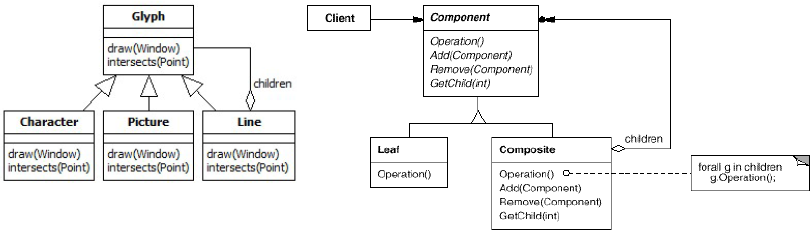 Glyph
draw(Window)
intersects(Point)
children
Character
draw(Window)
intersects(Point)
Picture
draw(Window)
intersects(Point)
Line
draw(Window)
intersects(Point)
Client
Component
Operation()
Add(Component)
Remove(Component)
GetChild(int)
Leaf
Operation()
Composite
Operation()
Add(Component)
Remove(Component)
GetChild(int)
children
forall g in children
g.Operation();